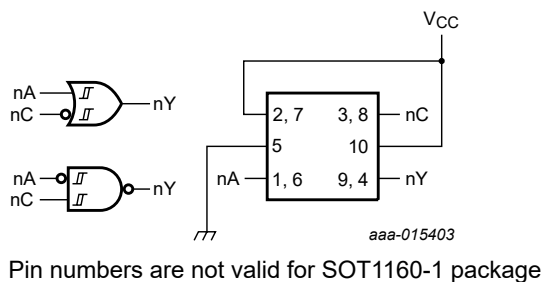 VCC
nA
nC
nY
nA
nC
nY
2, 7
3, 8
nC
5
10
nA
1, 6
9, 4
nY
aaa-015403
Pin numbers are not valid for SOT1160-1 package